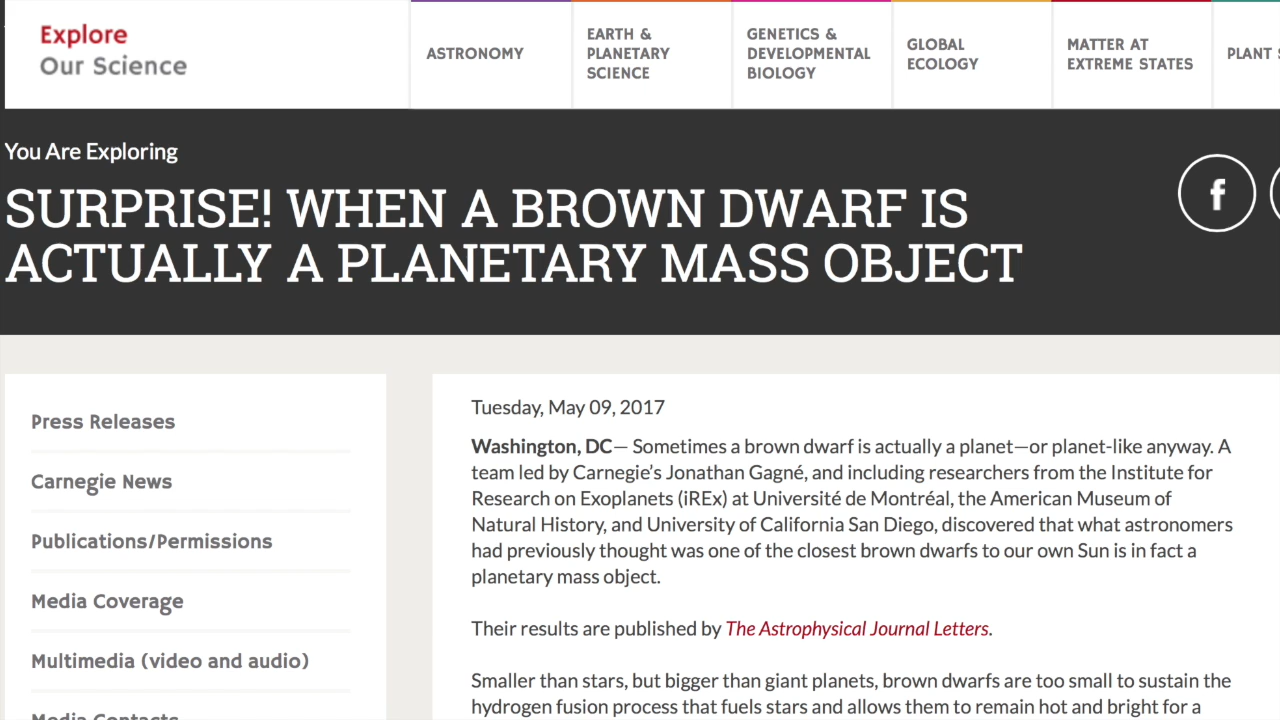 Explore
Our Science
ASTRONOMY
EARTH &
PLANETARY
SCIENCE
GENETICS &
DEVELOPMENTAL
BIOLOGY
GLOBAL
ECOLOGY
MATTER AT
EXTREME STATES
PLANT
You Are Exploring
SURPRISE! WHEN A BROWN DWARF IS
ACTUALLY A PLANETARY MASS OBJECT
f
Press Releases
Carnegie News
Publications/Permissions
Media Coverage
Multimedia (video and audio)
Media Contacts
Tuesday, May 09, 2017
Washington, DC— Sometimes a brown dwarf is actually a planet—or planet-like anyway. A
team led by Carnegie's Jonathan Gagné, and including researchers from the Institute for
Research on Exoplanets (iREx) at Université de Montréal, the American Museum of
Natural History, and University of California San Diego, discovered that what astronomers
had previously thought was one of the closest brown dwarfs to our own Sun is in fact a
planetary mass object.
Their results are published by The Astrophysical Journal Letters.
Smaller than stars, but bigger than giant planets, brown dwarfs are too small to sustain the
hydrogen fusion process that fuels stars and allows them to remain hot and bright for a